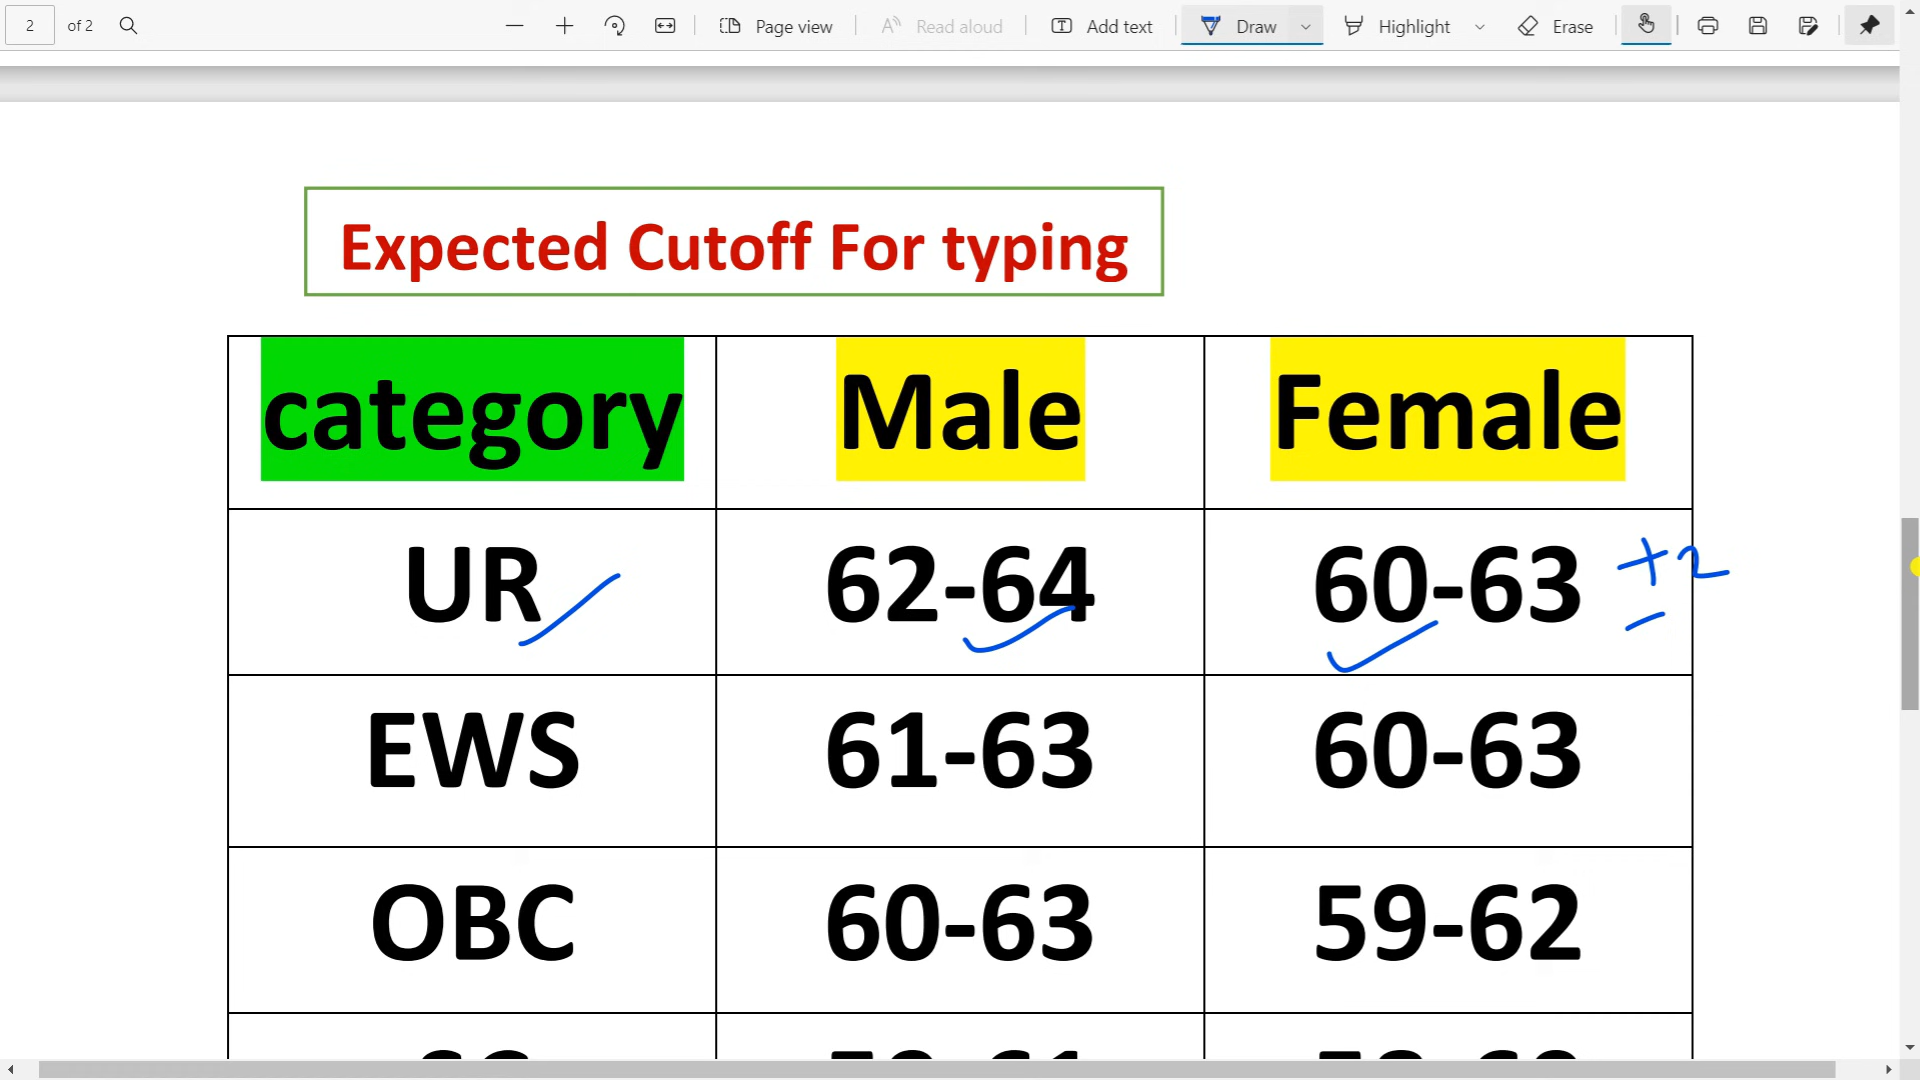 2 of 2 Page view Read aloud Add text Draw Highlight Erase
Expected Cutoff For typing
category Male Female
UR 62-64 60-63 +2
-
EWS 61-63 60-63
OBC 60-63 59-62